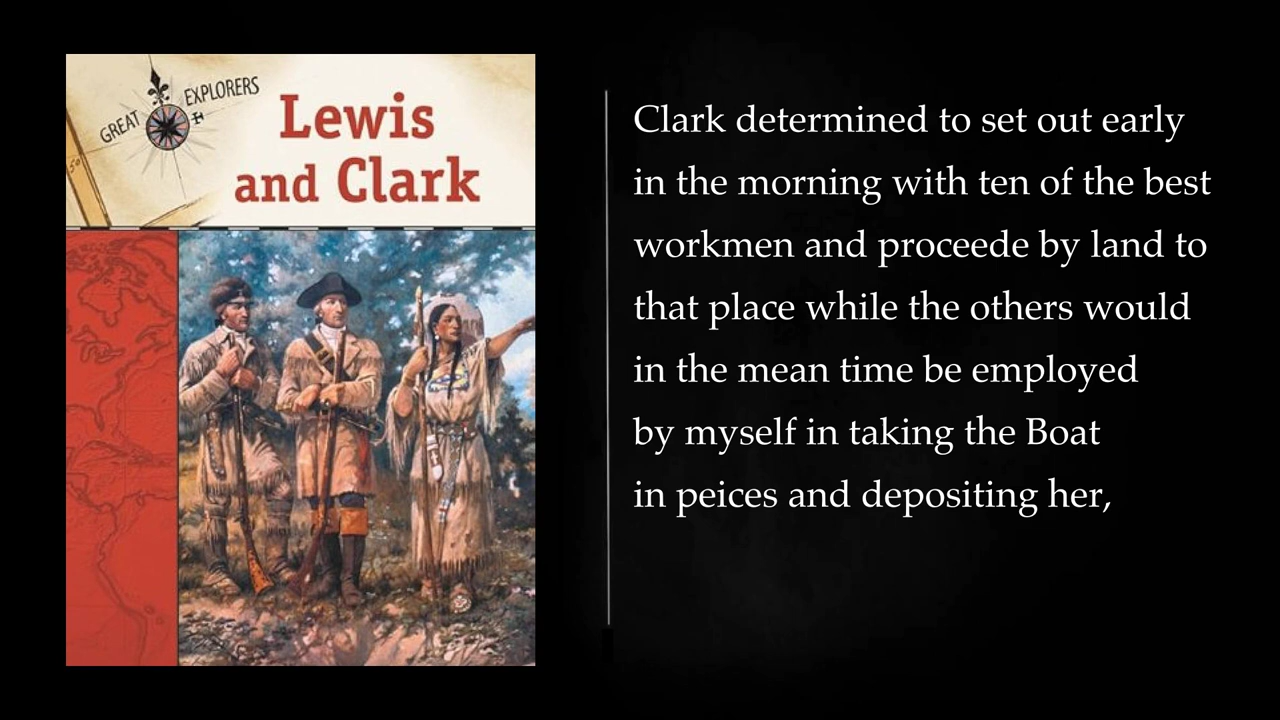 GREAT EXPLORERS
Lewis
and Clark
50
Clark determined to set out early
in the morning with ten of the best
workmen and proceede by land to
that place while the others would
in the mean time be employed
by myself in taking the Boat
in peices and depositing her,